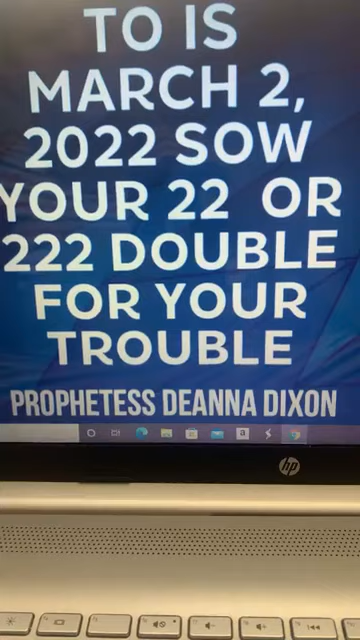 TO IS
MARCH 2,
2022 SOW
YOUR 22 OR
222 DOUBLE
FOR YOUR
TROUBLE
PROPHETESS DEANNA DIXON
hp